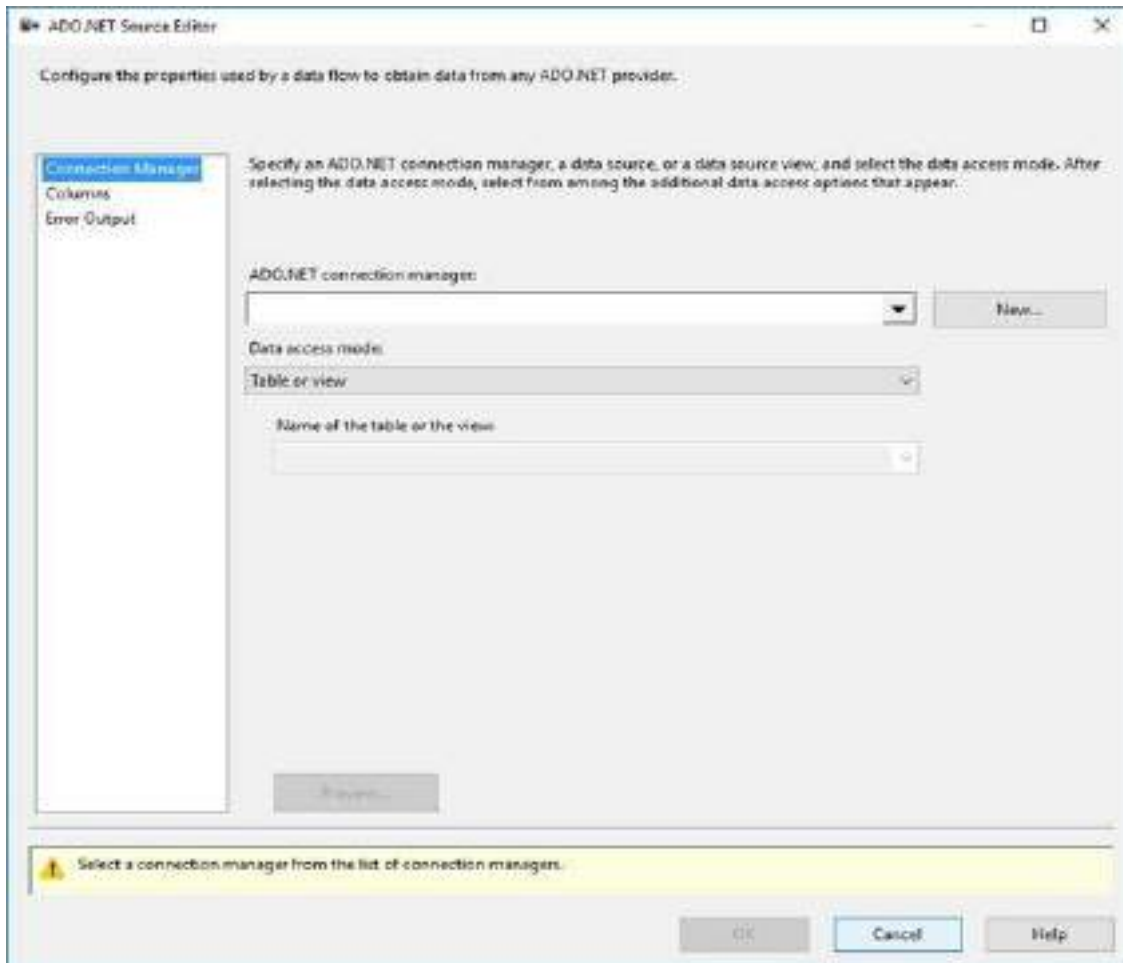 ADO.NET Source Editor
Configure the properties used by a data flow to obtain data from any ADO.NET provider.
Connection Manager
Columns
Error Output
Specify an ADO.NET connection manager, a data source, or a data source view, and select the data access mode. After
selecting the data access mode, select from among the additional data access options that appear.
ADO.NET connection manager:
New...
Data access mode:
Table or view
Name of the table or the view:
Preview...
Select a connection manager from the list of connection managers.
OK
Cancel
Help